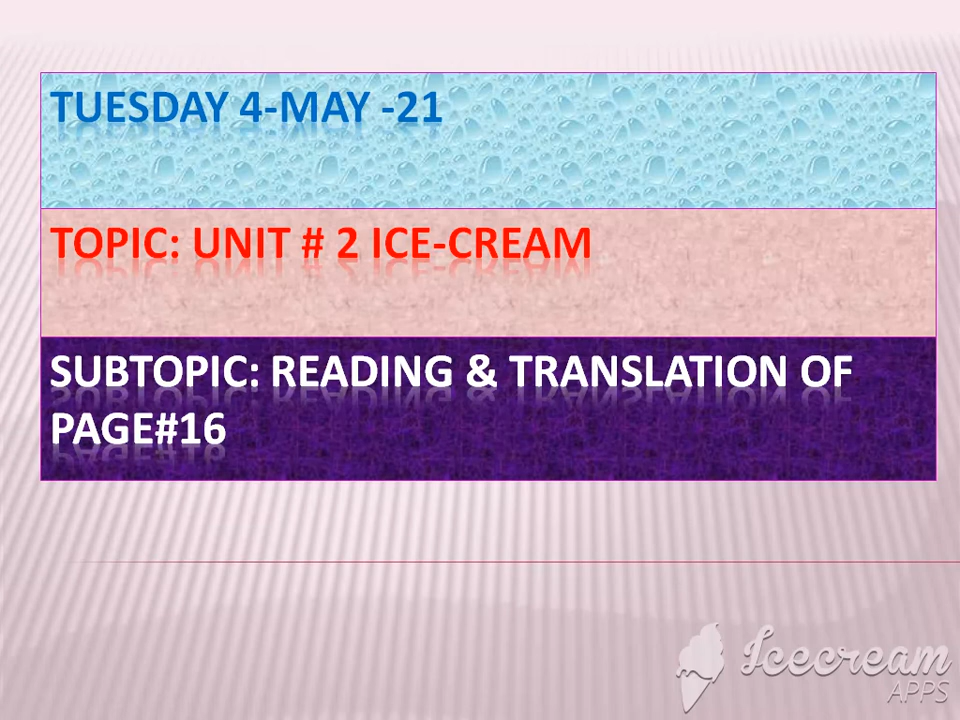 TUESDAY 4-MAY -21
TOPIC: UNIT # 2 ICE-CREAM
SUBTOPIC: READING & TRANSLATION OF
PAGE#16
Icecream
APPS